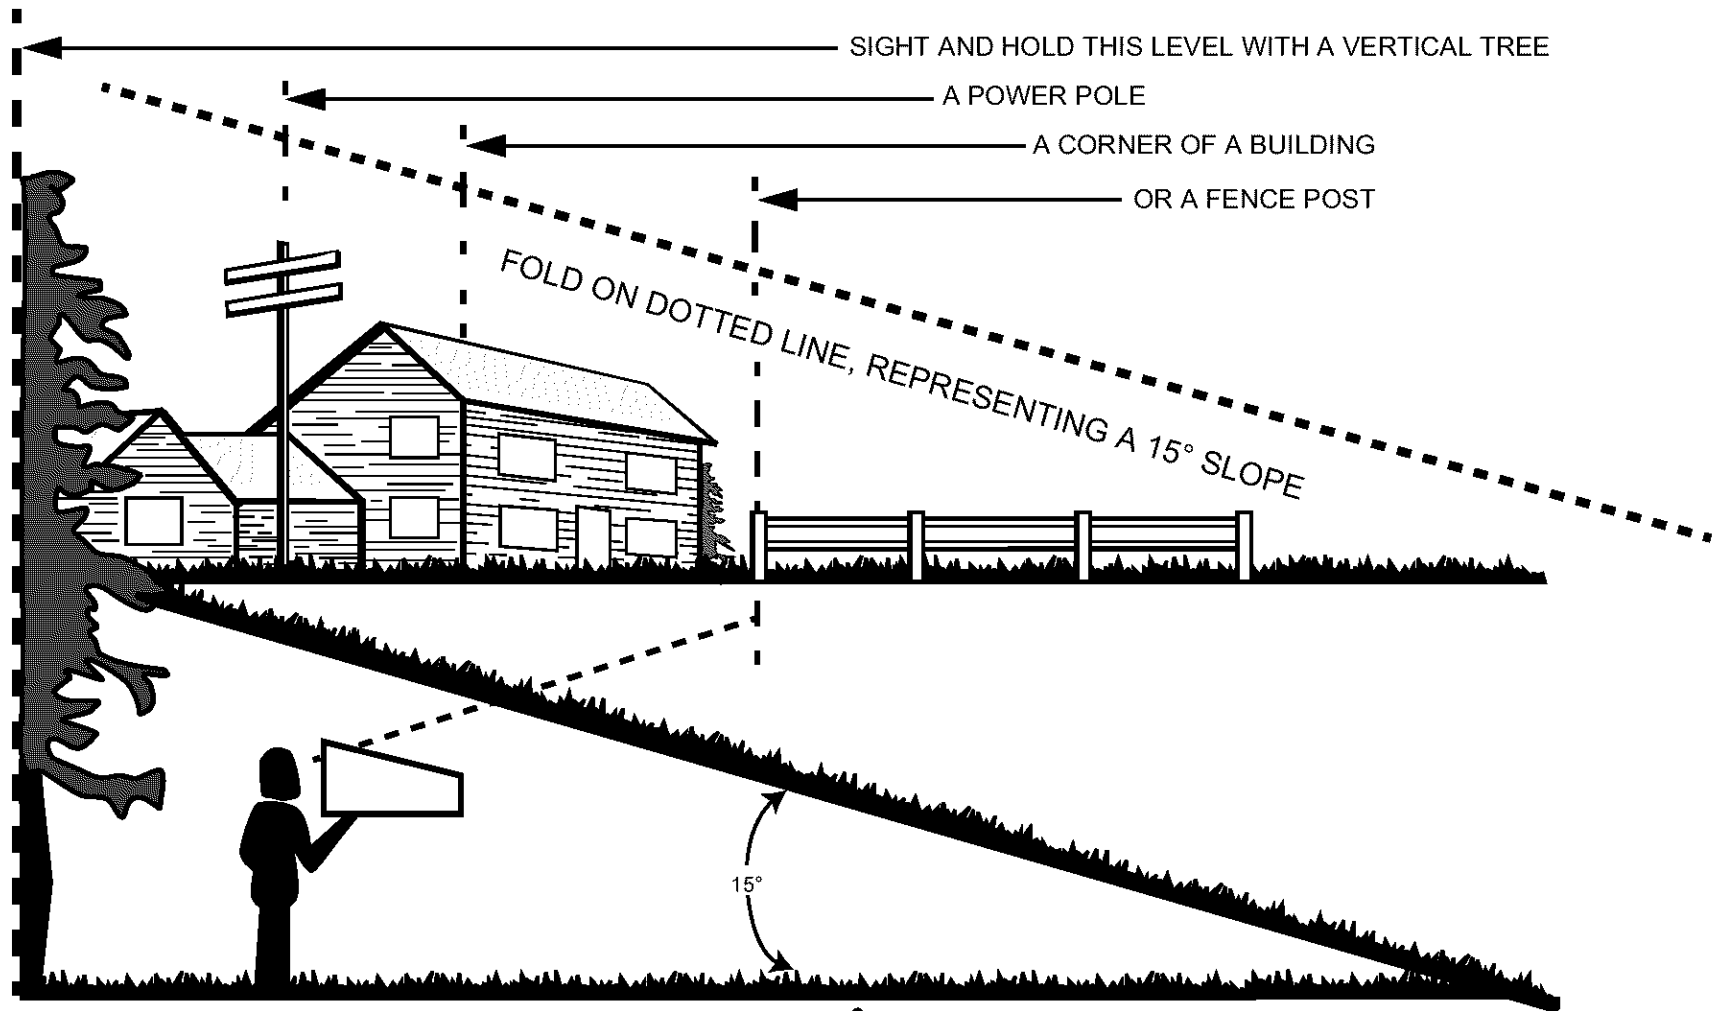 SIGHT AND HOLD THIS LEVEL WITH A VERTICAL TREE
A POWER POLE
A CORNER OF A BUILDING
OR A FENCE POST
FOLD ON DOTTED LINE, REPRESENTING A 15° SLOPE
15°